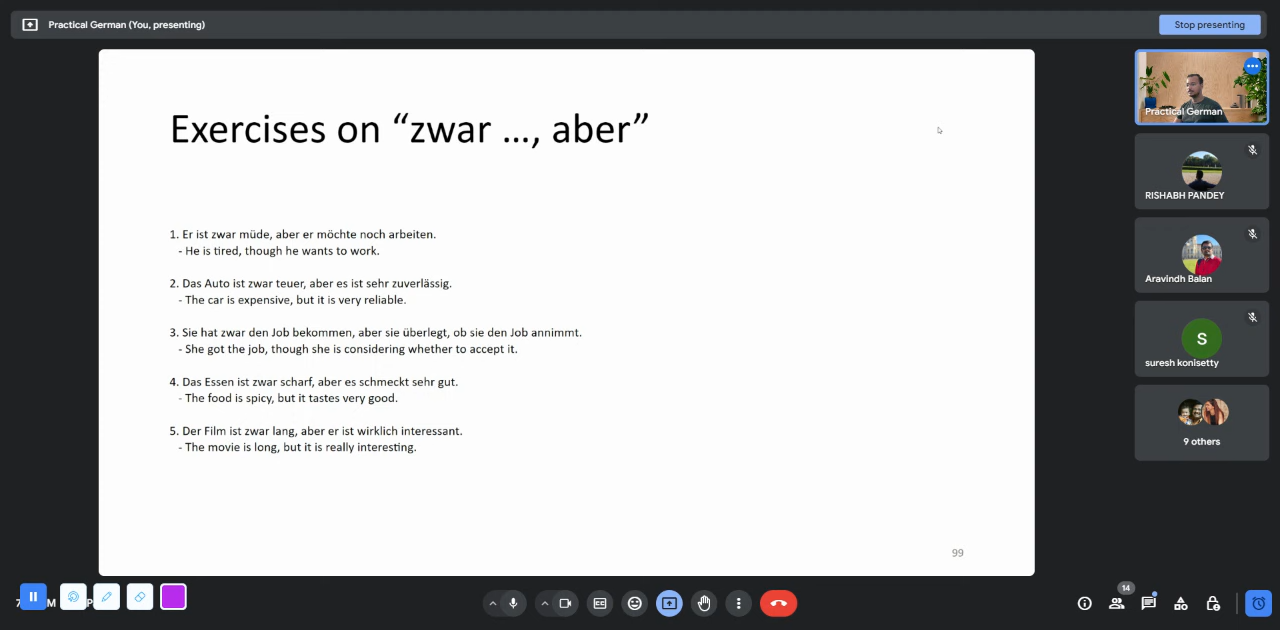 Practical German (You, presenting)
Stop presenting
Exercises on “zwar ..., aber”
1. Er ist zwar müde, aber er möchte noch arbeiten.
- He is tired, though he wants to work.
2. Das Auto ist zwar teuer, aber es ist sehr zuverlässig.
- The car is expensive, but it is very reliable.
3. Sie hat zwar den Job bekommen, aber sie überlegt, ob sie den Job annimmt.
- She got the job, though she is considering whether to accept it.
4. Das Essen ist zwar scharf, aber es schmeckt sehr gut.
- The food is spicy, but it tastes very good.
5. Der Film ist zwar lang, aber er ist wirklich interessant.
- The movie is long, but it is really interesting.
99
Practical German
RISHABH PANDEY
Aravindh Balan
S
suresh konisetty
9 others
CC
14